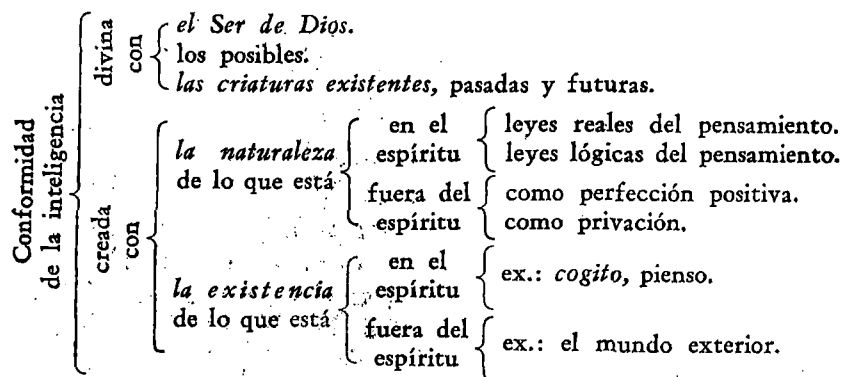 Conformidad
de la inteligencia
divina
con
el Ser de Dios.
los posibles.
las criaturas existentes, pasadas y futuras.
creada
con
la naturaleza
de lo que está
en el
espíritu
leyes reales del pensamiento.
leyes lógicas del pensamiento.
fuera del
espíritu
como perfección positiva.
como privación.
la existencia
de lo que está
en el
espíritu
ex.: cogito, pienso.
fuera del
espíritu
ex.: el mundo exterior.